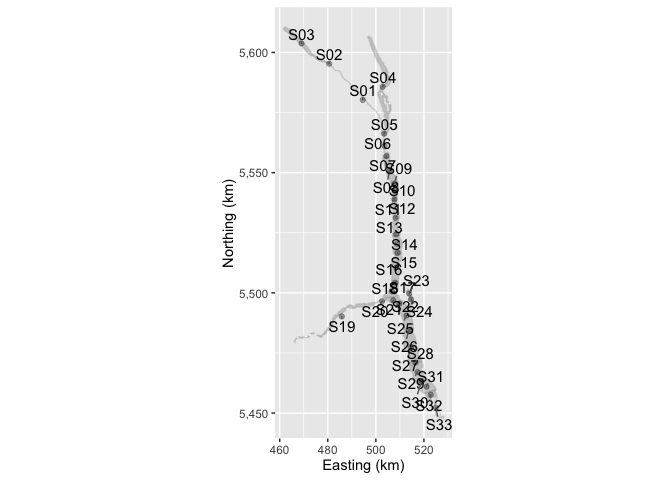 S03
S02
S04
S01
5,600
S05
S06
S07
S09
5,550
S08
S10
S12
S13
S14
S15
S16
S23
S18
S17
5,500
S20
S21
S22
S24
S19
S25
S26
S28
S27
S31
S29
S30
S32
5,450
S33
460
480
500
520
Easting (km)
Northing (km)